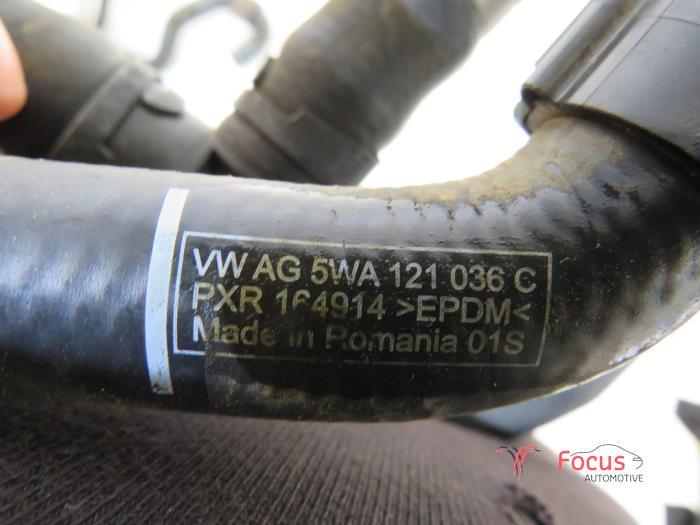 VW AG 5WA 121 036 C
PXR 164914 >EPDM<
Made in Romania 01S
Focus
AUTOMOTIVE